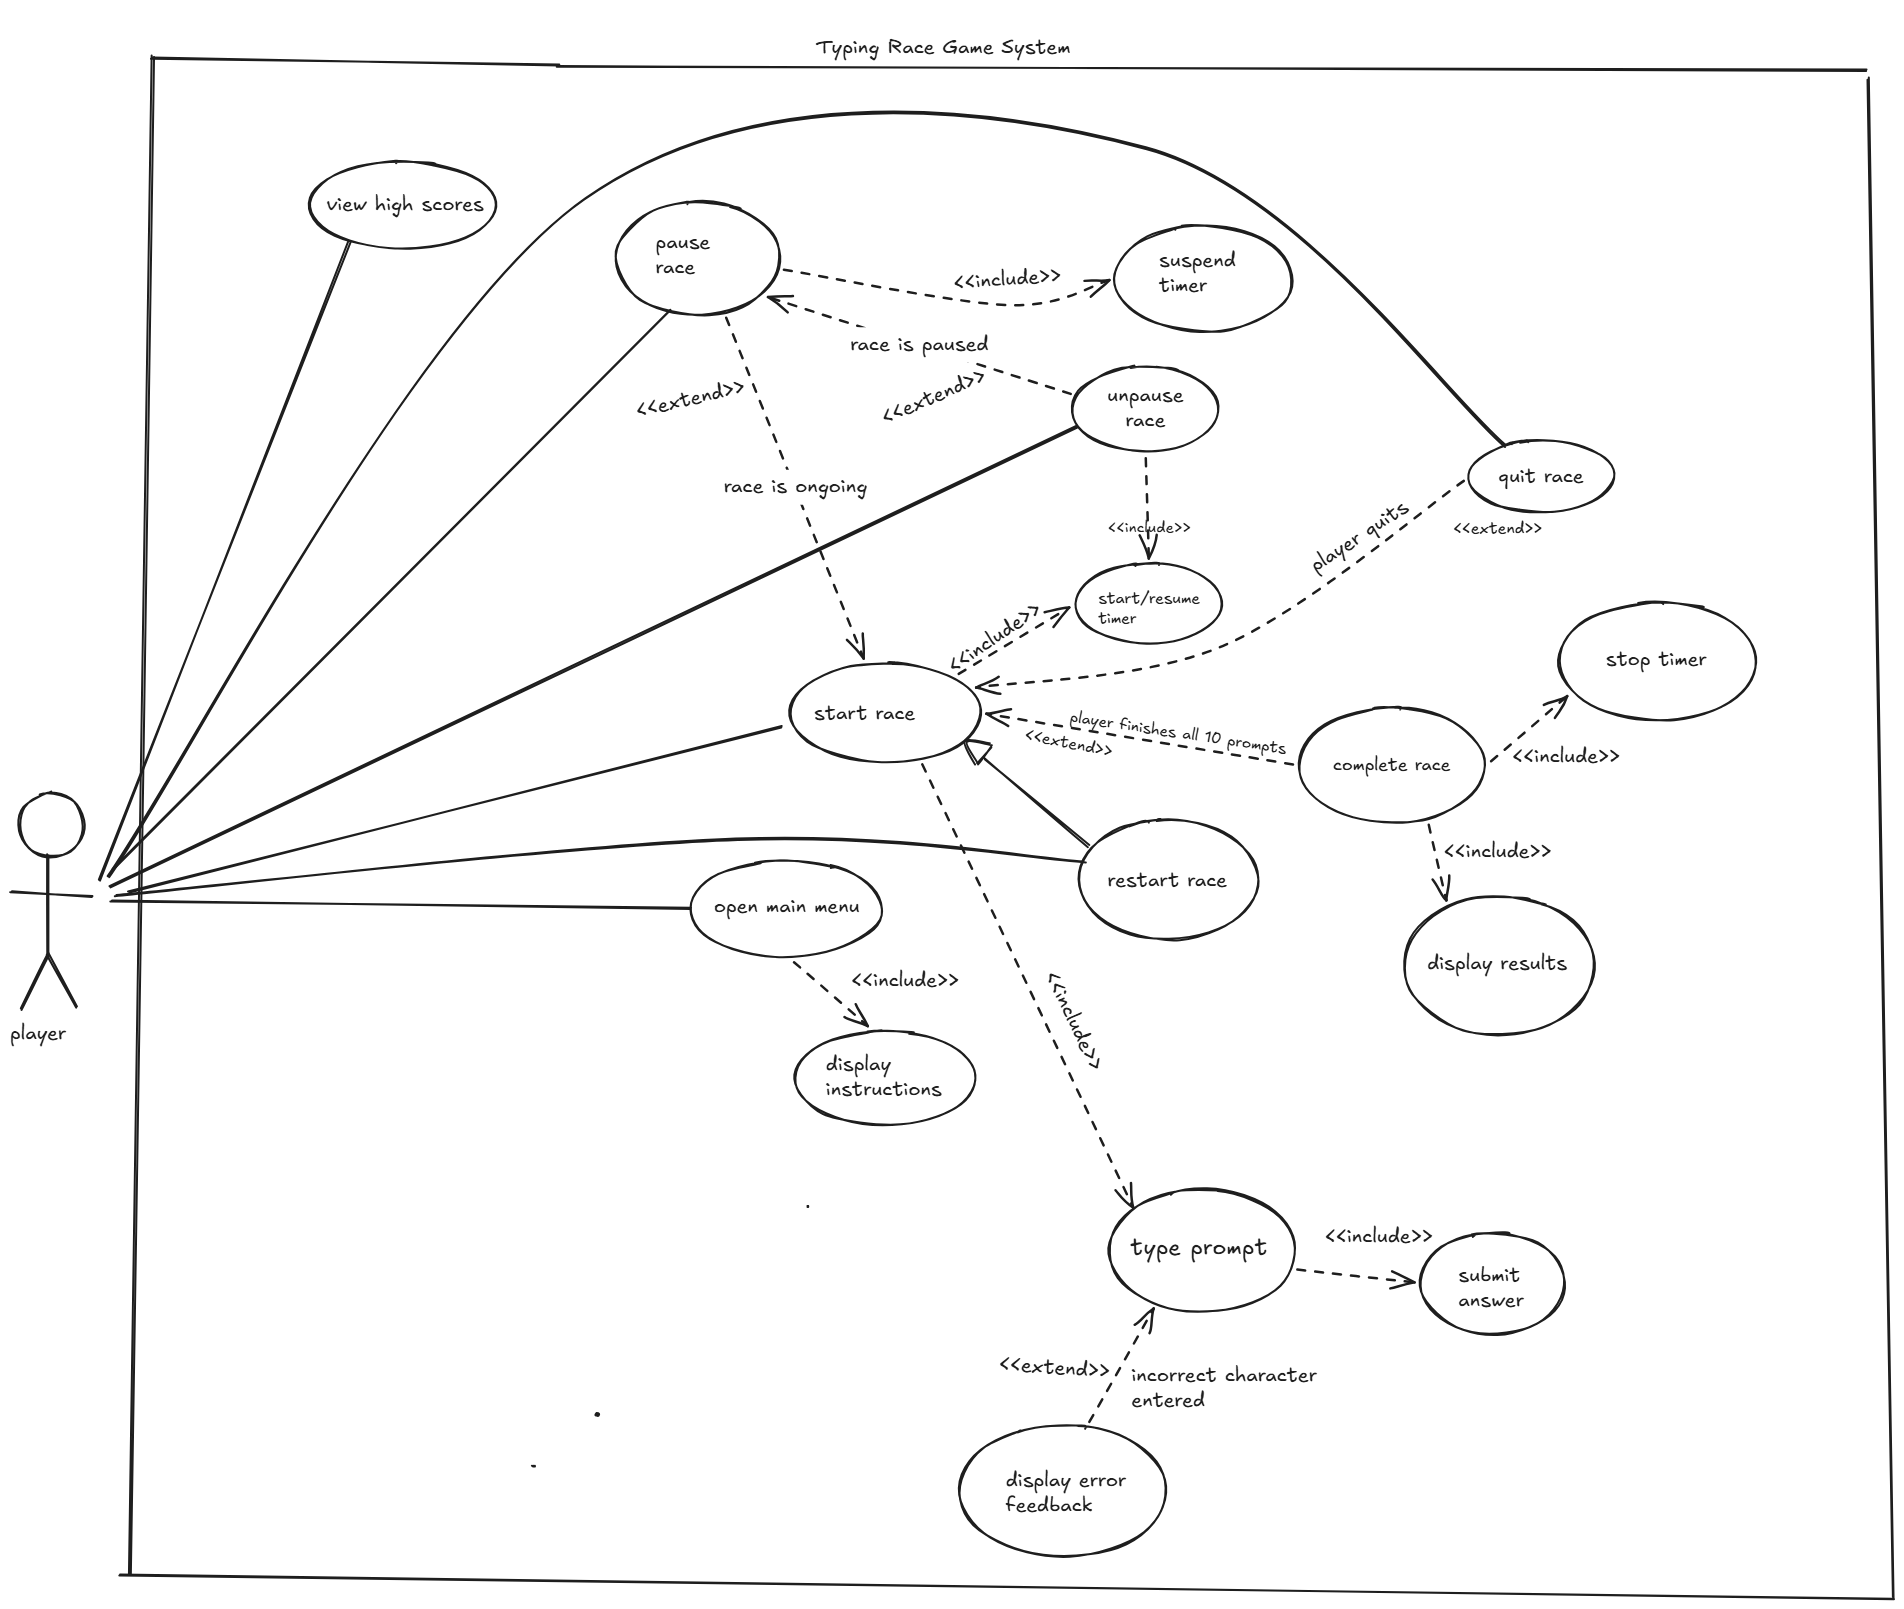 Typing Race Game System
view high scores
pause
race
<<include>>
suspend
timer
race is paused
<<extend>>
<<extend>>
unpause
race
quit race
<<extend>>
player quits
race is ongoing
<<include>>
start/resume
timer
<<include>>
stop timer
start race
player finishes all 10 prompts
<<extend>>
complete race
<<include>>
<<include>>
restart race
open main menu
display results
<<include>>
<<include>>
player
display
instructions
type prompt
<<include>>
submit
answer
<<extend>>
incorrect character
entered
display error
feedback